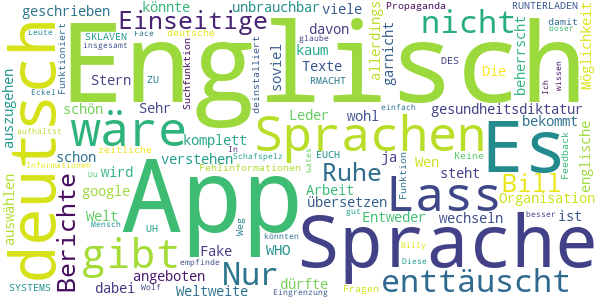 geschrieben
könnte
unbrauchbar
viele
Propaganda
RUNTERLADEN
Leute
SKLAVEN
Einseitige
davon
nicht
damit
Böser
insgesamt
Face
deutsche
Funktioniert
ZU
Suchfunktion
glaube
Englisch
deinstalliert
soviel
kaum
allerdings
garnicht
DES
beherrscht
Möglichkeit
Ich
wissen
Stern
Texte
RMACHT
Die
auszugehen
Eckel
schön
Sehr
einfach
deutsch
wäre
Leder
wohl
gesundheitsdiktatur
aufhältst
komplett
Sprachen
Es
bekommt
Feedback
schon
zeitliche
verstehen
In
Schafspelz
EUCH
Wen
Keine
englische
Informationen
Fehlinformationen
Gates
ja
Funktion
auswählen
Berichte
google
wird
Du
App
Ruhe
Lass
steht
Bill
Arbeit
übersetzen
Organisation
Welt
Mensch
Weg
gut
Entweder
wechseln
ist
gibt
UH
Fake
WHO
könnten
Billy
besser
Sprache
SYSTEMS
dabei
angeboten
empfinde
Wolf
Weltweite
Nur
dürfte
Eingrenzung
Diese
Fragen
enttäuscht